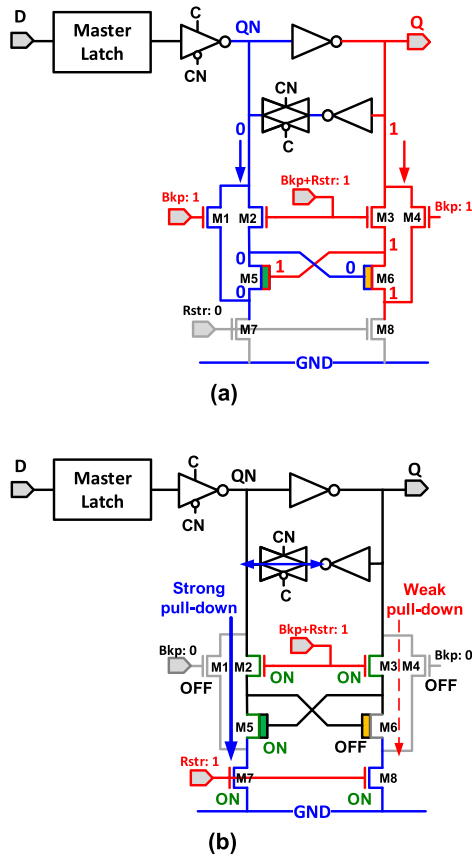 D
Master
Latch
C
CN
QN
Q
CN
C
0
1
Bkp: 1
M1
M2
Bkp+Rstr: 1
M3
M4
Bkp: 1
0
1
M5
1
0
M6
0
1
Rstr: 0
M7
M8
GND
(a)
D
Master
Latch
C
CN
QN
Q
CN
C
Strong
pull-down
Weak
pull-down
Bkp+Rstr: 1
Bkp: 0
M1
M2
M3
M4
Bkp: 0
OFF
ON
ON
OFF
M5
M6
ON
OFF
Rstr: 1
M7
M8
ON
ON
GND
(b)